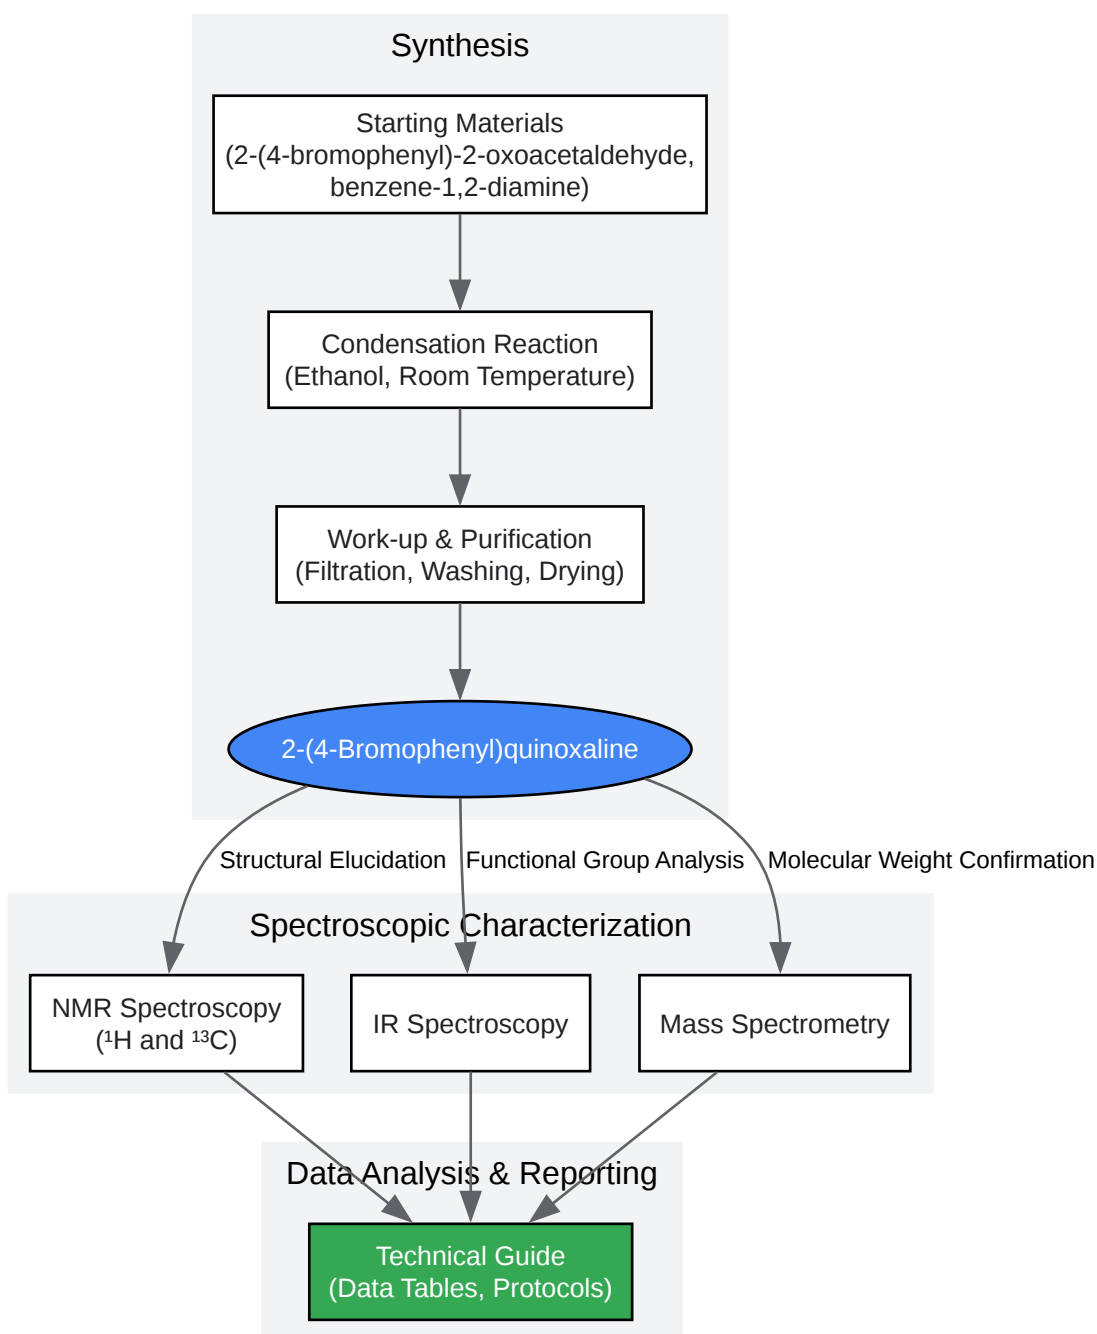 Synthesis
Starting Materials
(2-(4-bromophenyl)-2-oxoacetaldehyde,
benzene-1,2-diamine)
Condensation Reaction
(Ethanol, Room Temperature)
Work-up & Purification
(Filtration, Washing, Drying)
2-(4-Bromophenyl)quinoxaline
Structural Elucidation
Functional Group Analysis
Molecular Weight Confirmation
Spectroscopic Characterization
NMR Spectroscopy
(¹H and ¹³C)
IR Spectroscopy
Mass Spectrometry
Data Analysis & Reporting
Technical Guide
(Data Tables, Protocols)